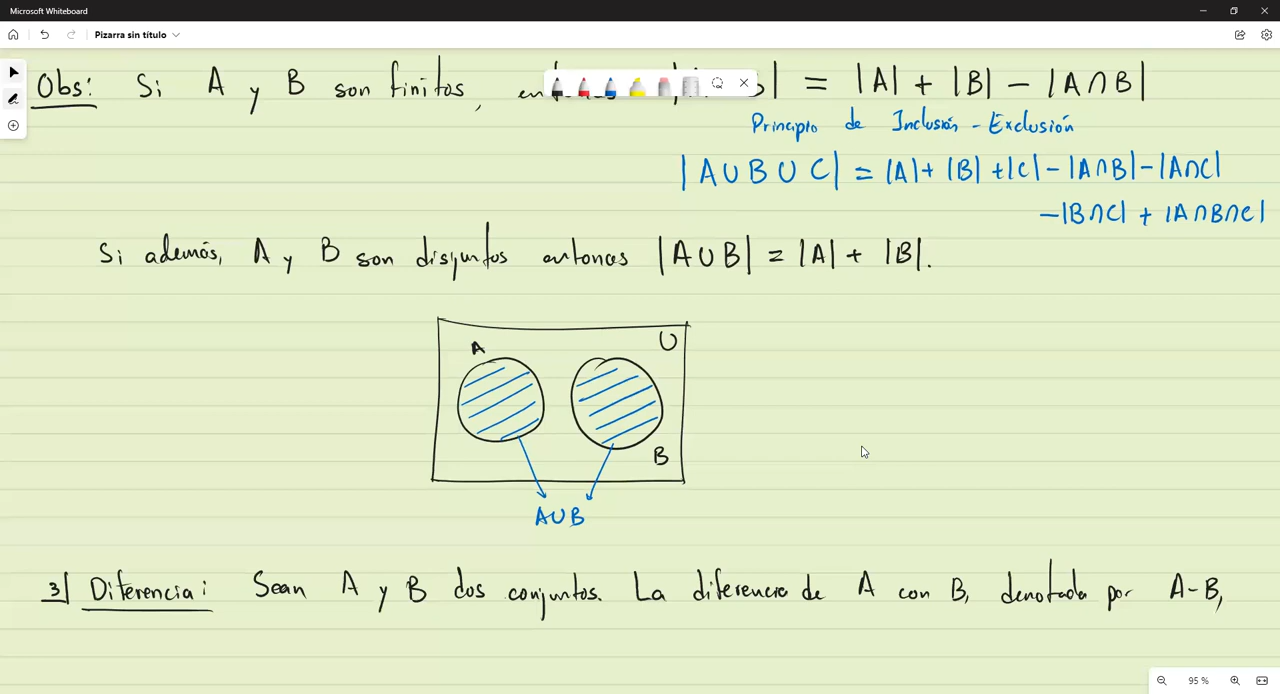 Microsoft Whiteboard
Pizarra sin título
Obs: Si A y B son finitos, = |A| + |B| - |A∩B|
Principio de Inclusión - Exclusión
|A ∪ B ∪ C| = |A| + |B| + |C| - |A∩B| - |A∩C|
- |B∩C| + |A∩B∩C|
Si además, A y B son disjuntos entonces |A ∪ B| = |A| + |B|.
A
U
B
A∪B
3] Diferencia: Sean A y B dos conjuntos. La diferencia de A con B, denotada por A-B,
95 %